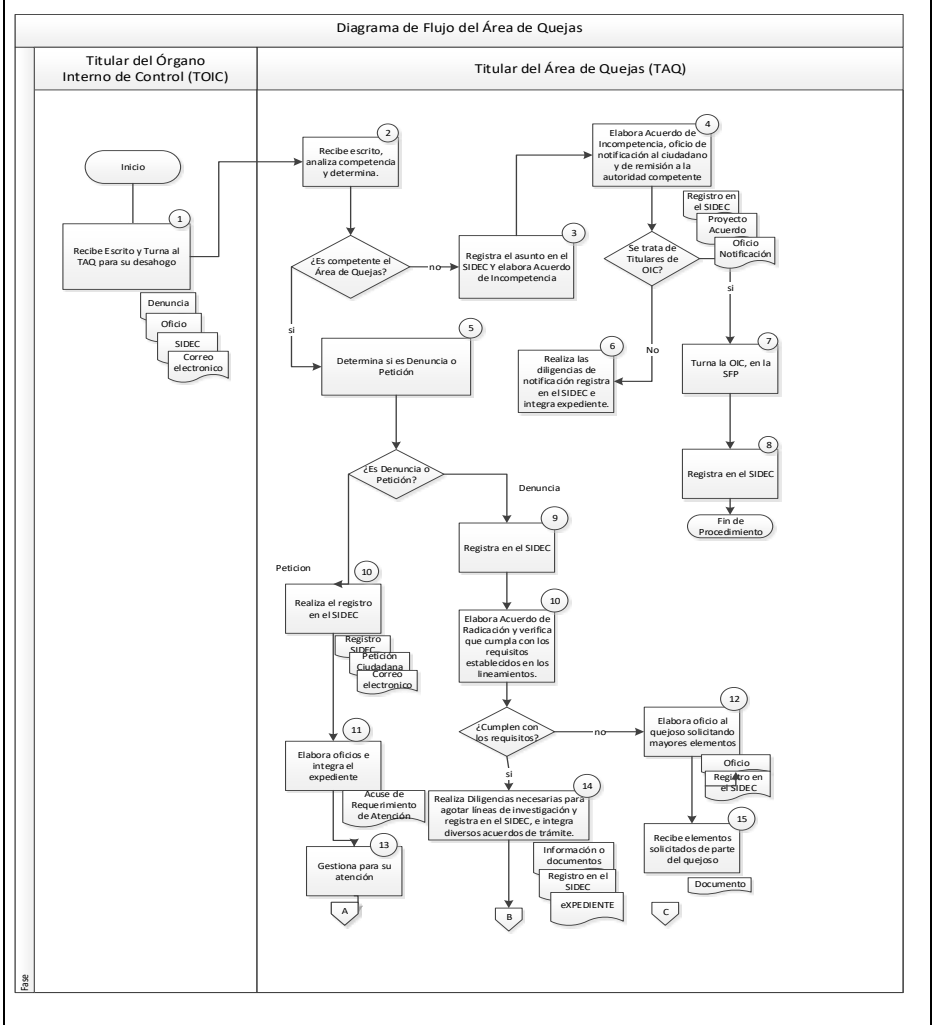 Diagrama de Flujo del Área de Quejas
Titular del Órgano
Interno de Control (TOIC)
Titular del Área de Quejas (TAQ)
Inicio
1
Recibe Escrito y Turna al
TAQ para su desahogo
Denuncia
Oficio
SIDEC
Correo
electronico
2
Recibe escrito,
analiza competencia
y determina.
¿Es competente el
Área de Quejas?
no
si
3
Registra el asunto en el
SIDEC Y elabora Acuerdo
de Incompetencia
4
Elabora Acuerdo de
Incompetencia, oficio de
notificación al ciudadano
y de remisión a la
autoridad competente
Registro en
el SIDEC
Proyecto
Acuerdo
Oficio
Notificación
Se trata de
Titulares de
OIC?
si
No
5
Determina si es Denuncia o
Petición
6
Realiza las
diligencias de
notificación registra
en el SIDEC e
integra expediente.
7
Turna la OIC, en la
SFP
8
Registra en el SIDEC
Fin de
Procedimiento
¿Es Denuncia o
Petición?
Denuncia
Peticion
9
Registra en el SIDEC
10
Realiza el registro
en el SIDEC
Registro
SIDEC
Petición
Ciudadana
Correo
electronico
10
Elabora Acuerdo de
Radicación y verifica
que cumpla con los
requisitos
establecidos en los
lineamientos.
¿Cumplen con
los requisitos?
no
si
12
Elabora oficio al
quejoso solicitando
mayores elementos
Oficio
Registro en
el SIDEC
11
Elabora oficios e
integra el
expediente
Acuse de
Requerimiento
de Atención
14
Realiza Diligencias necesarias para
agotar líneas de investigación y
registra en el SIDEC, e integra
diversos acuerdos de trámite.
Información o
documentos
Registro en el
SIDEC
eXPEDIENTE
15
Recibe elementos
solicitados de parte
del quejoso
Documento
13
Gestiona para su
atención
A
B
C
Fase